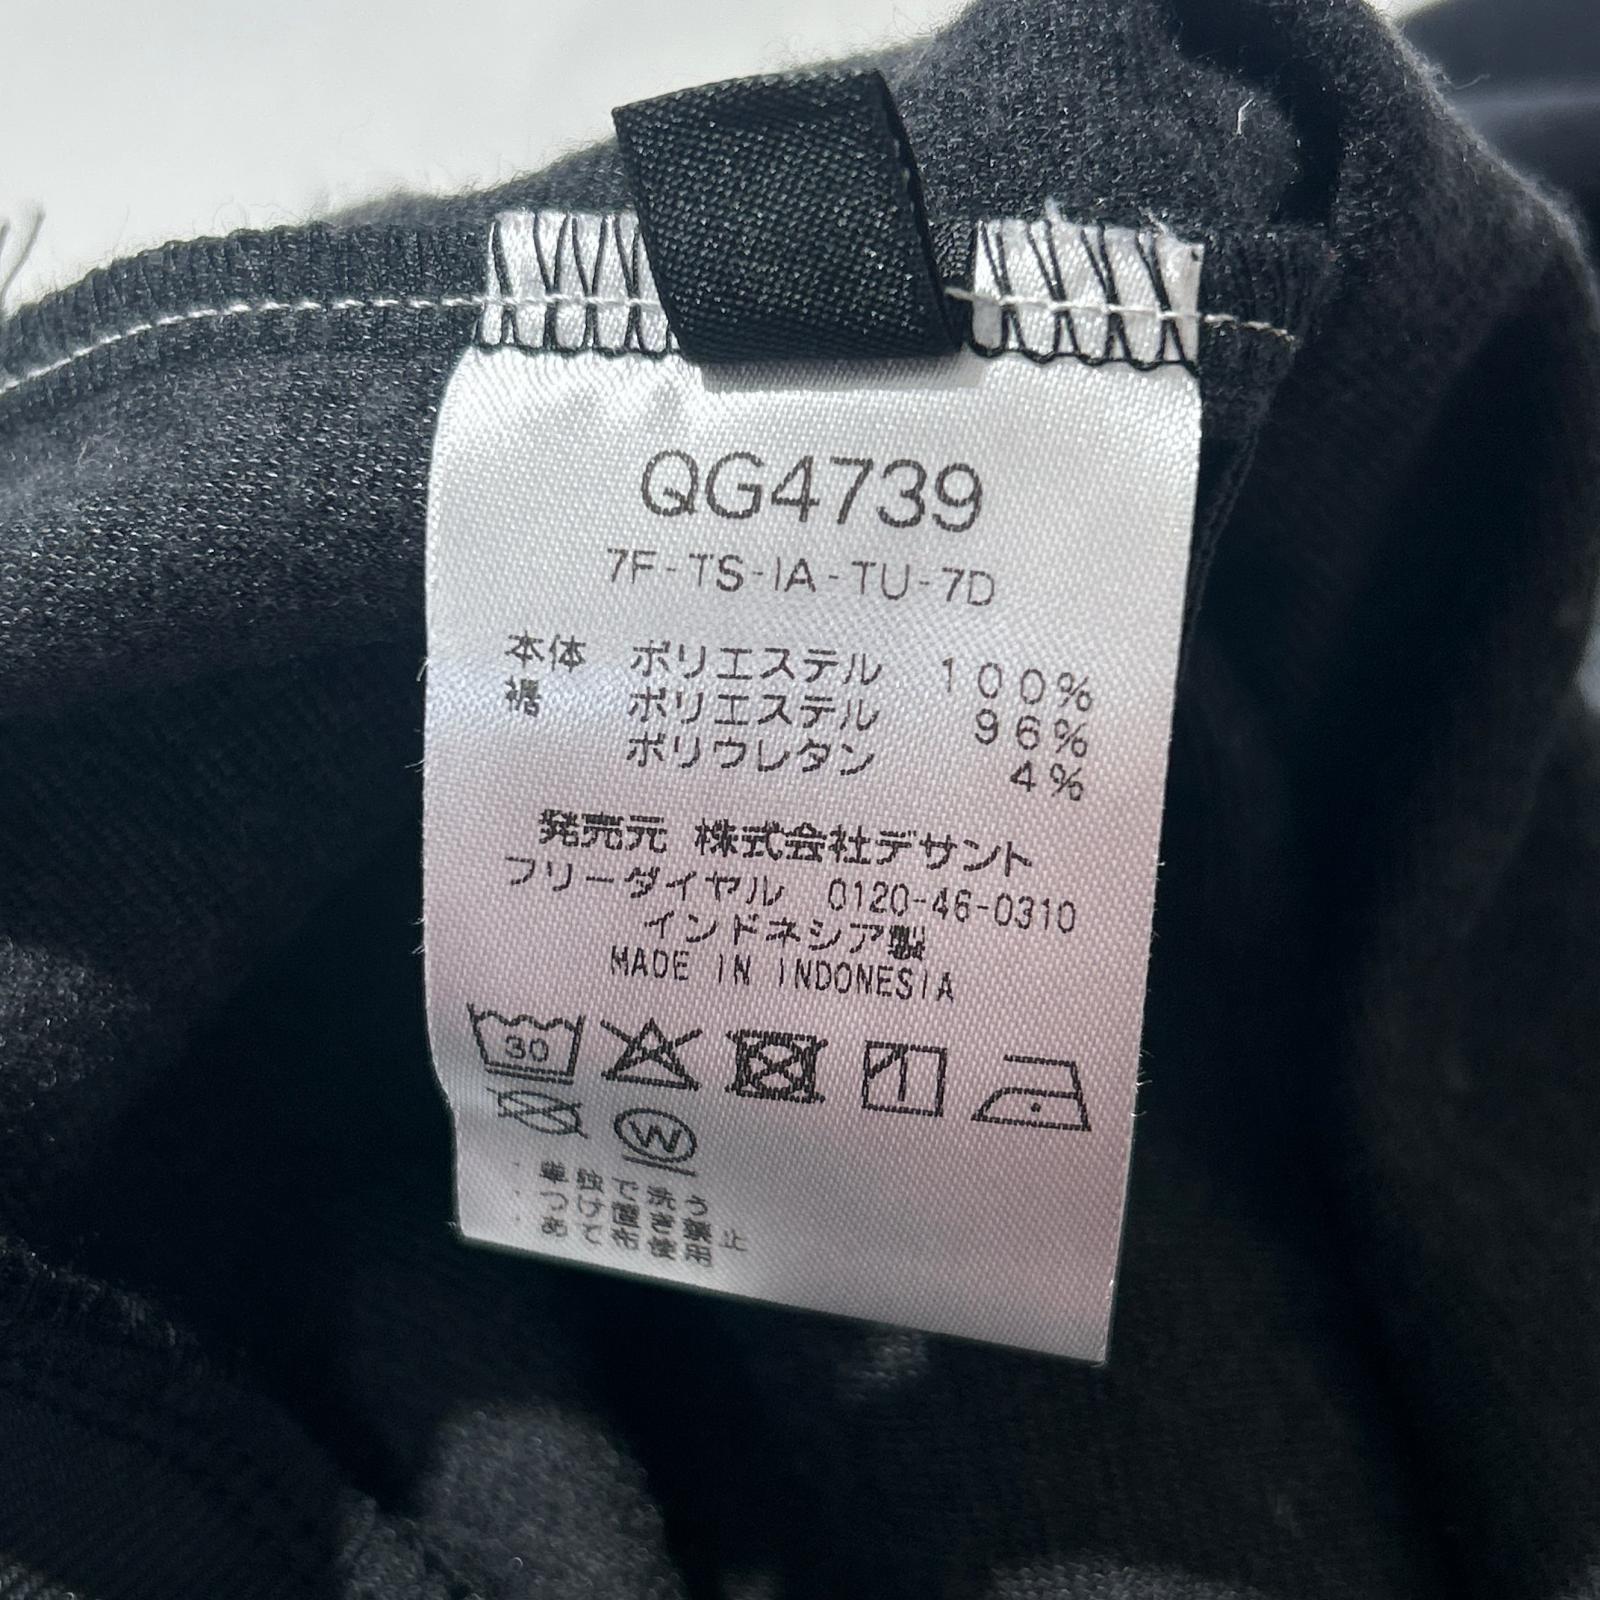 QG4739
7F-TS-IA-TU-7D
本体 ポリエステル 100%
裾 ポリエステル 96%
ポリウレタン 4%
発売元 株式会社デサント
フリーダイヤル 0120-46-0310
インドネシア製
MADE IN INDONESIA
30
W
・単独で洗う
・つけ置き禁止
・あて布使用